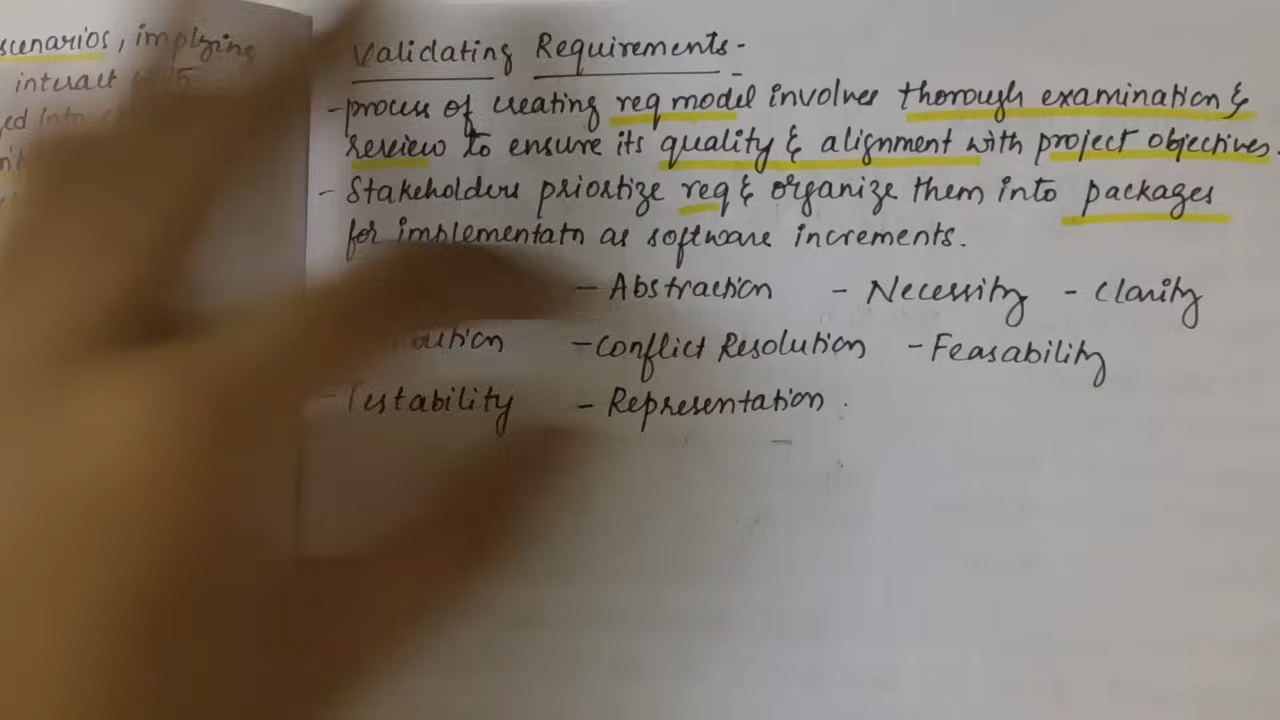 scenarios, implying
interact
Validating Requirements -
- process of creating req model involves thorough examination &
review to ensure its quality & alignment with project objectives.
- Stakeholders priortize req & organize them into packages
for implementatn as software increments.
- Abstraction - Necessity - Clarity
- Conflict Resolution - Feasability
- Testability - Representation.